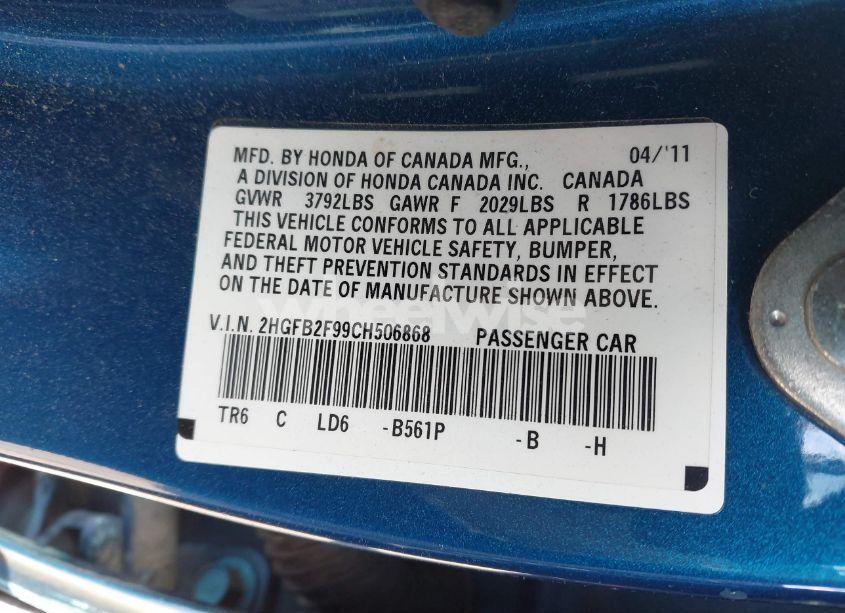 MFD. BY HONDA OF CANADA MFG., 04/'11
A DIVISION OF HONDA CANADA INC. CANADA
GVWR 3792LBS GAWR F 2029LBS R 1786LBS
THIS VEHICLE CONFORMS TO ALL APPLICABLE
FEDERAL MOTOR VEHICLE SAFETY, BUMPER,
AND THEFT PREVENTION STANDARDS IN EFFECT
ON THE DATE OF MANUFACTURE SHOWN ABOVE.
wheelwise
V.I.N. 2HGFB2F99CH506868 PASSENGER CAR
TR6 C LD6 -B561P -B -H